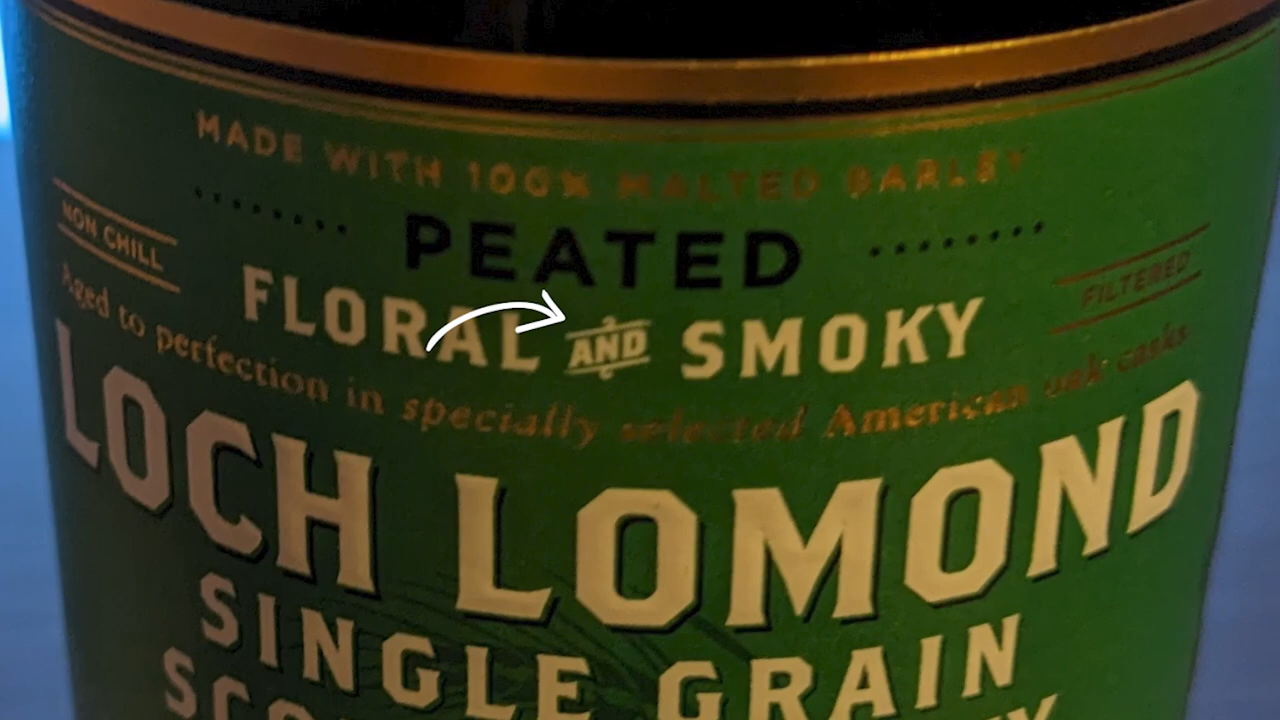 MADE WITH 100% MALTED BARLEY
PEATED
NON CHILL
FILTERED
FLORAL AND SMOKY
Aged to perfection in specially selected American oak casks
LOCH LOMOND
SINGLE GRAIN